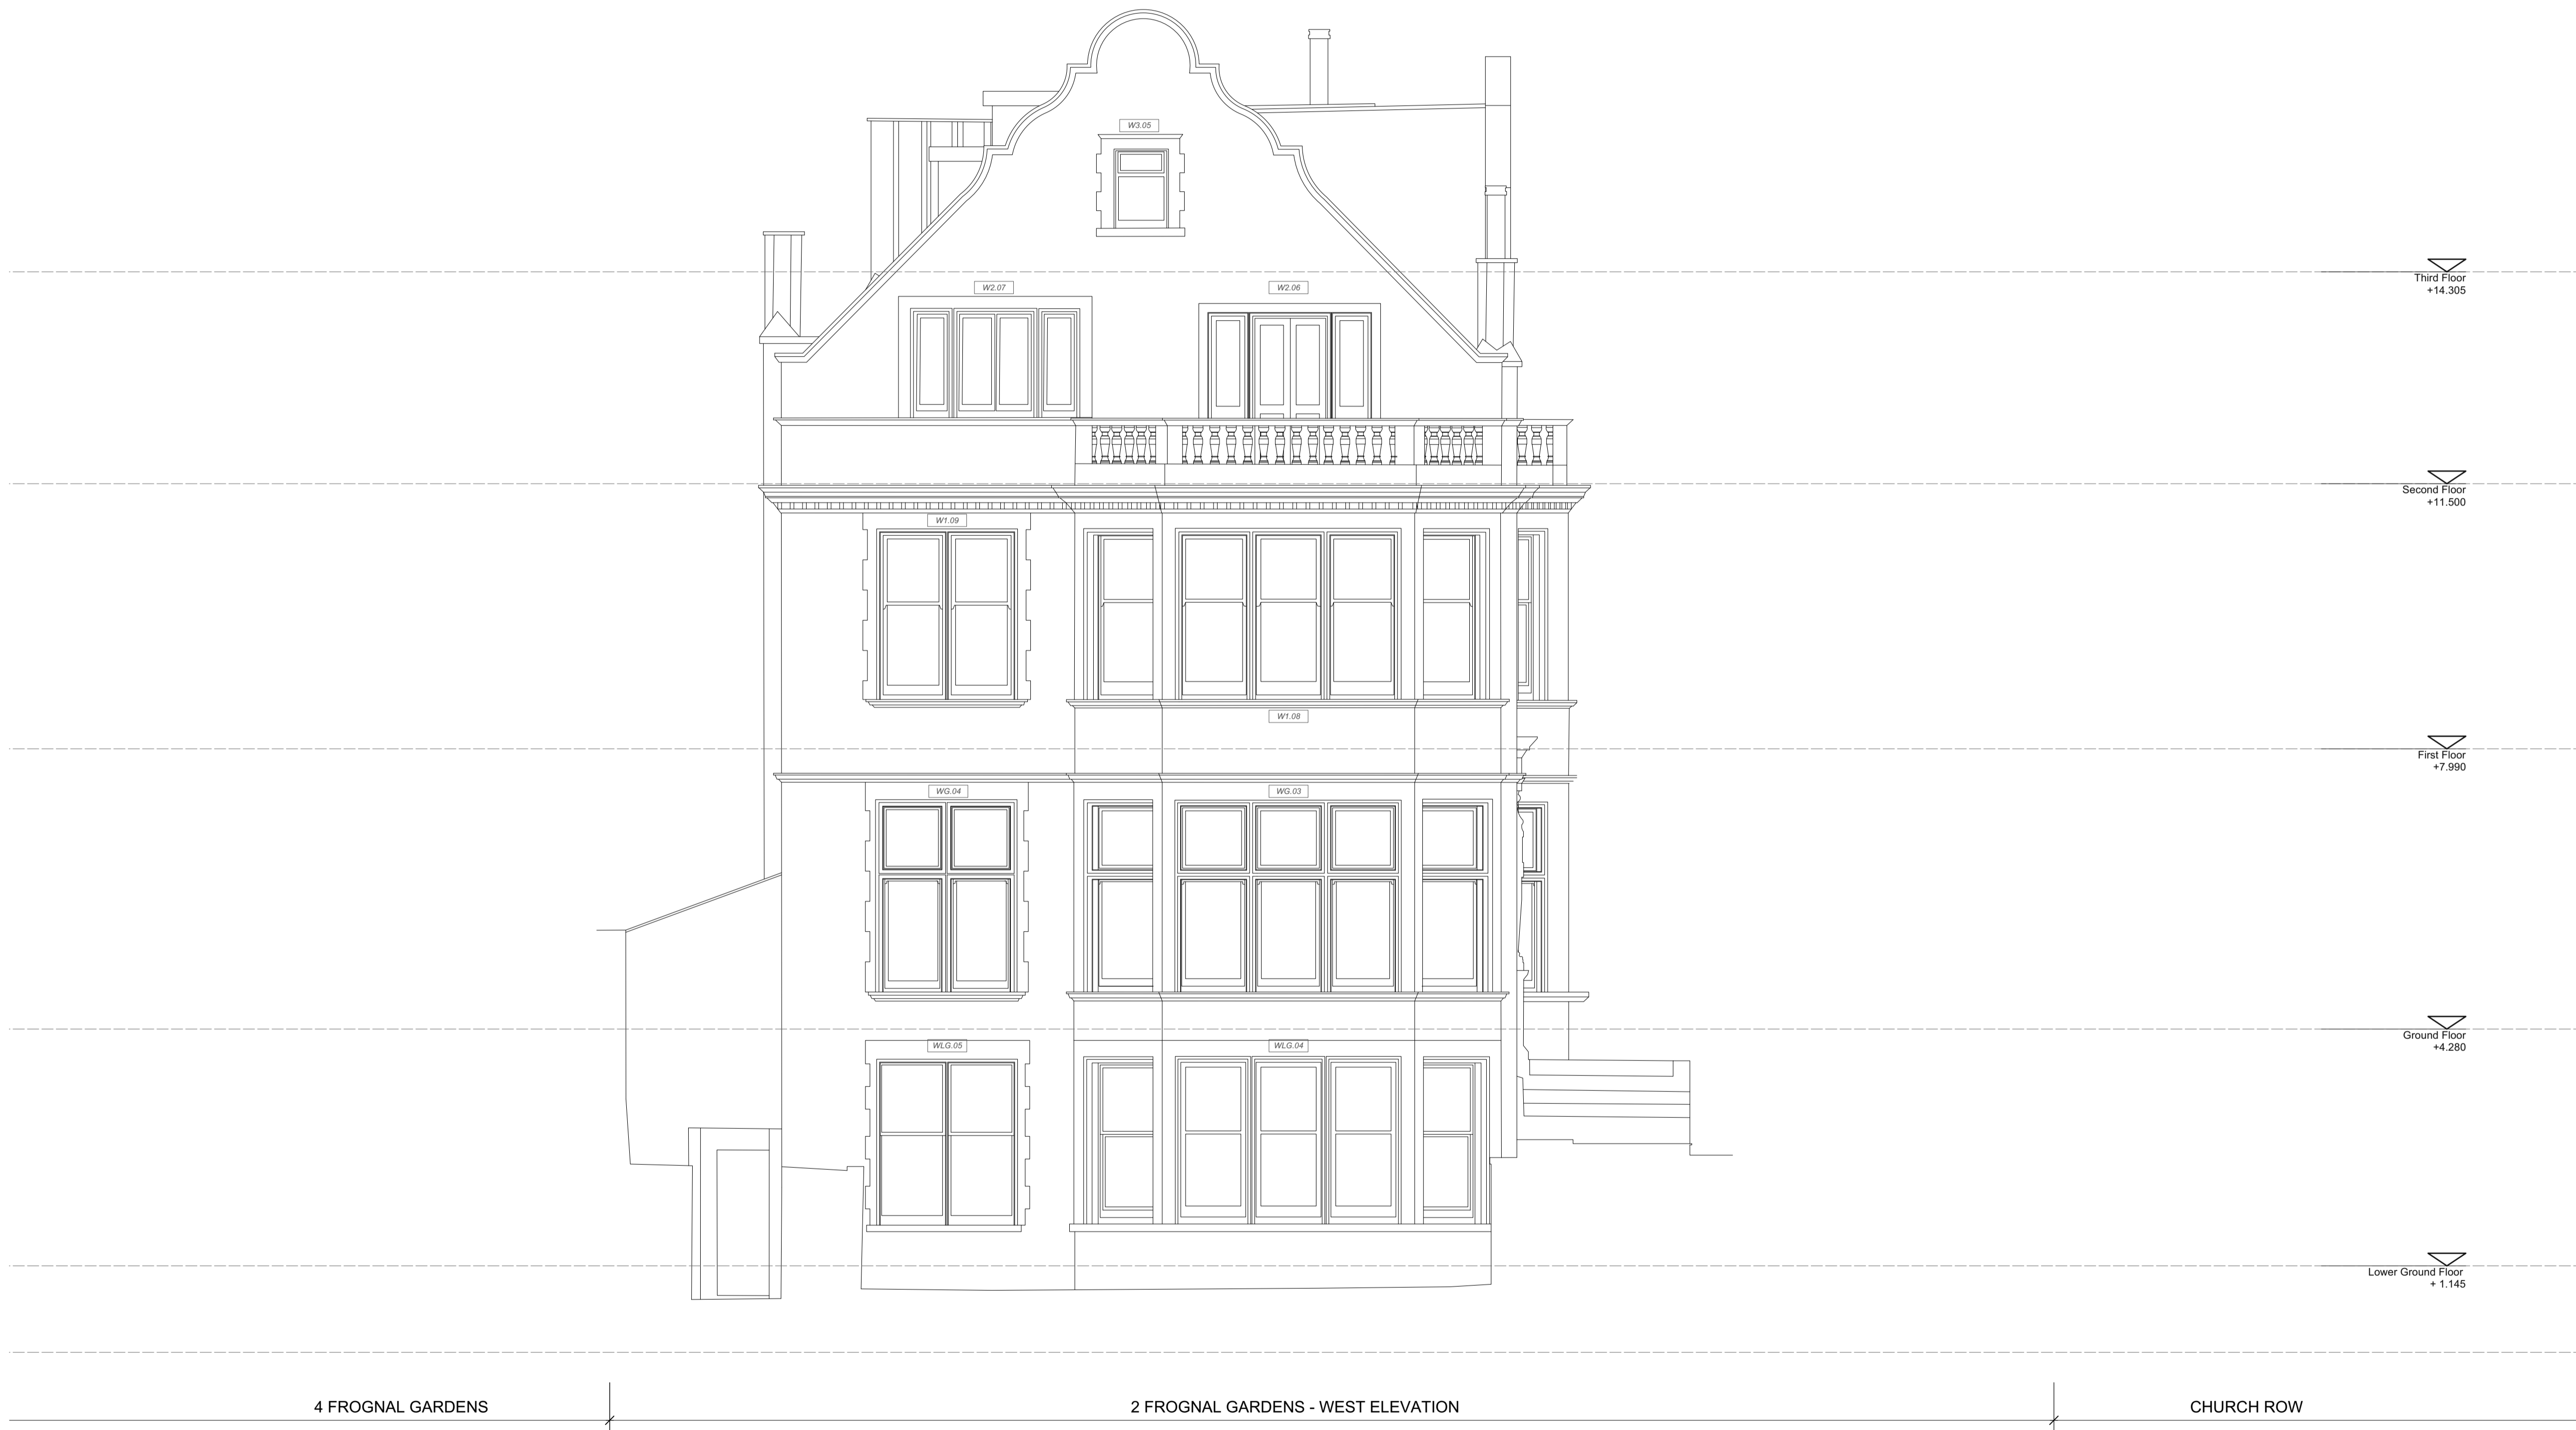 W3.05
Third Floor
+14.305
W2.07
W2.06
Second Floor
+11.500
W1.09
W1.08
First Floor
+7.990
WG.04
WG.03
Ground Floor
+4.280
WLG.05
WLG.04
Lower Ground Floor
+ 1.145
4 FROGNAL GARDENS
2 FROGNAL GARDENS - WEST ELEVATION
CHURCH ROW